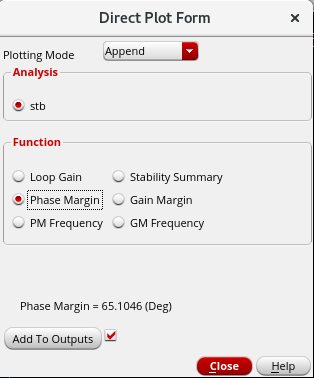 Direct Plot Form
Plotting Mode Append
Analysis
stb
Function
Loop Gain Stability Summary
Phase Margin Gain Margin
PM Frequency GM Frequency
Phase Margin = 65.1046 (Deg)
Add To Outputs
Close Help